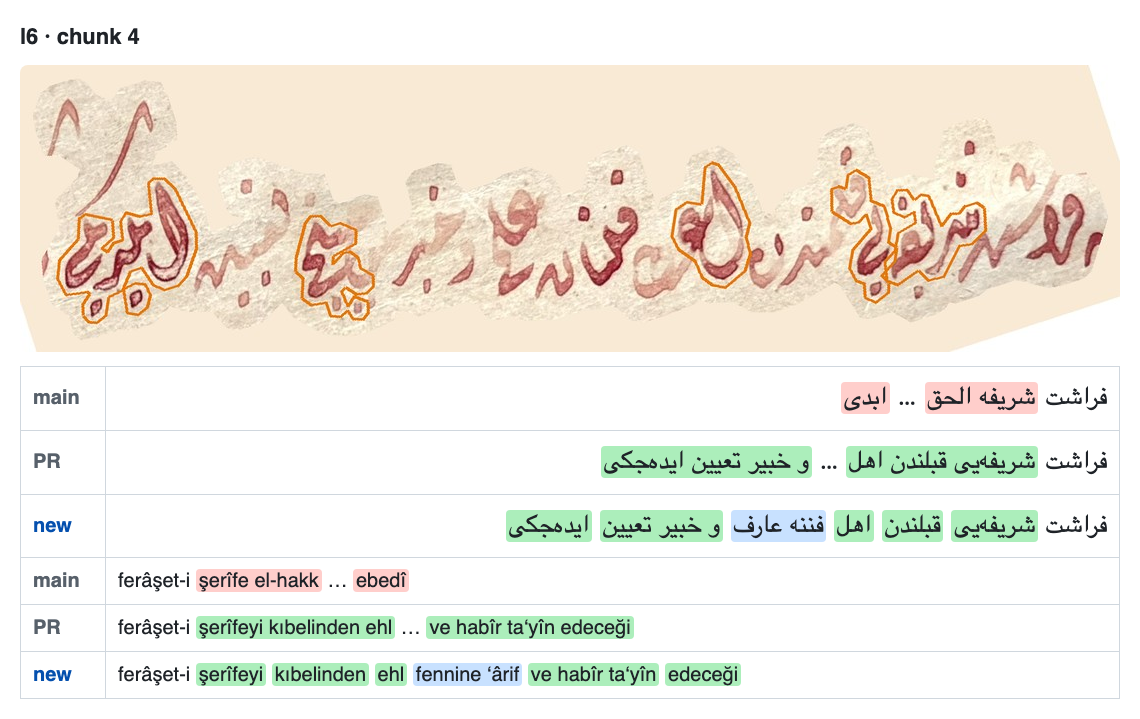 l6 · chunk 4
main فراشت شریفه الحق ... ابدی
PR فراشت شریفه‌یی قبلندن اهل ... و خبیر تعیین ایده‌جکی
new فراشت شریفه‌یی قبلندن اهل فننه عارف و خبیر تعیین ایده‌جکی
main ferâşet-i şerîfe el-hakk … ebedî
PR ferâşet-i şerîfeyi kıbelinden ehl … ve habîr ta‘yîn edeceği
new ferâşet-i şerîfeyi kıbelinden ehl fennine ‘ârif ve habîr ta‘yîn edeceği